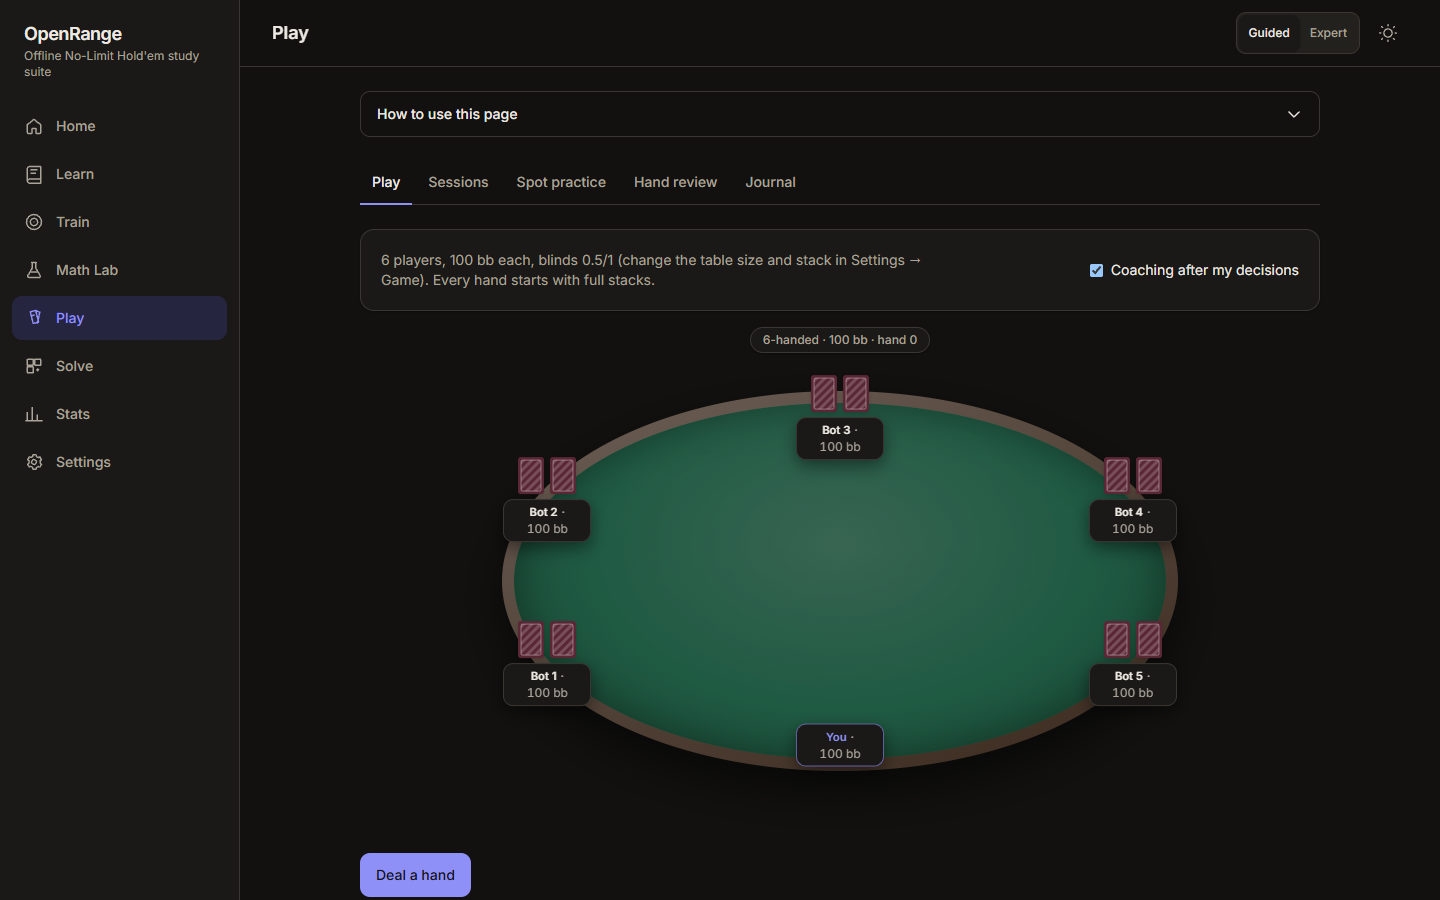 OpenRange
Offline No-Limit Hold'em study
suite
Home
Learn
Train
Math Lab
Play
Solve
Stats
Settings
Play
Guided
Expert
How to use this page
Play
Sessions
Spot practice
Hand review
Journal
6 players, 100 bb each, blinds 0.5/1 (change the table size and stack in Settings →
Game). Every hand starts with full stacks.
Coaching after my decisions
6-handed · 100 bb · hand 0
Bot 3 ·
100 bb
Bot 2 ·
100 bb
Bot 4 ·
100 bb
Bot 1 ·
100 bb
Bot 5 ·
100 bb
You ·
100 bb
Deal a hand